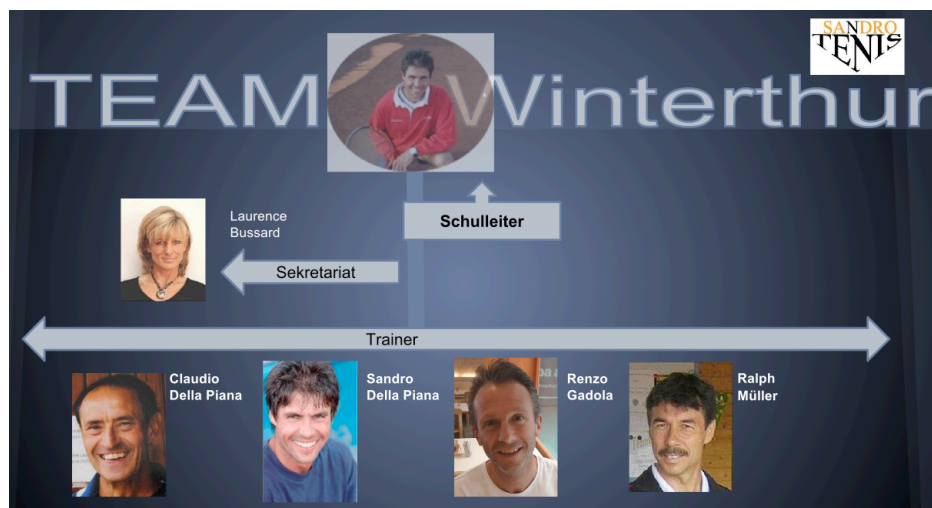 SANDRO
TENIS
TEAM Winterthur
Schulleiter
Laurence
Bussard
Sekretariat
Trainer
Claudio
Della Piana
Sandro
Della Piana
Renzo
Gadola
Ralph
Müller